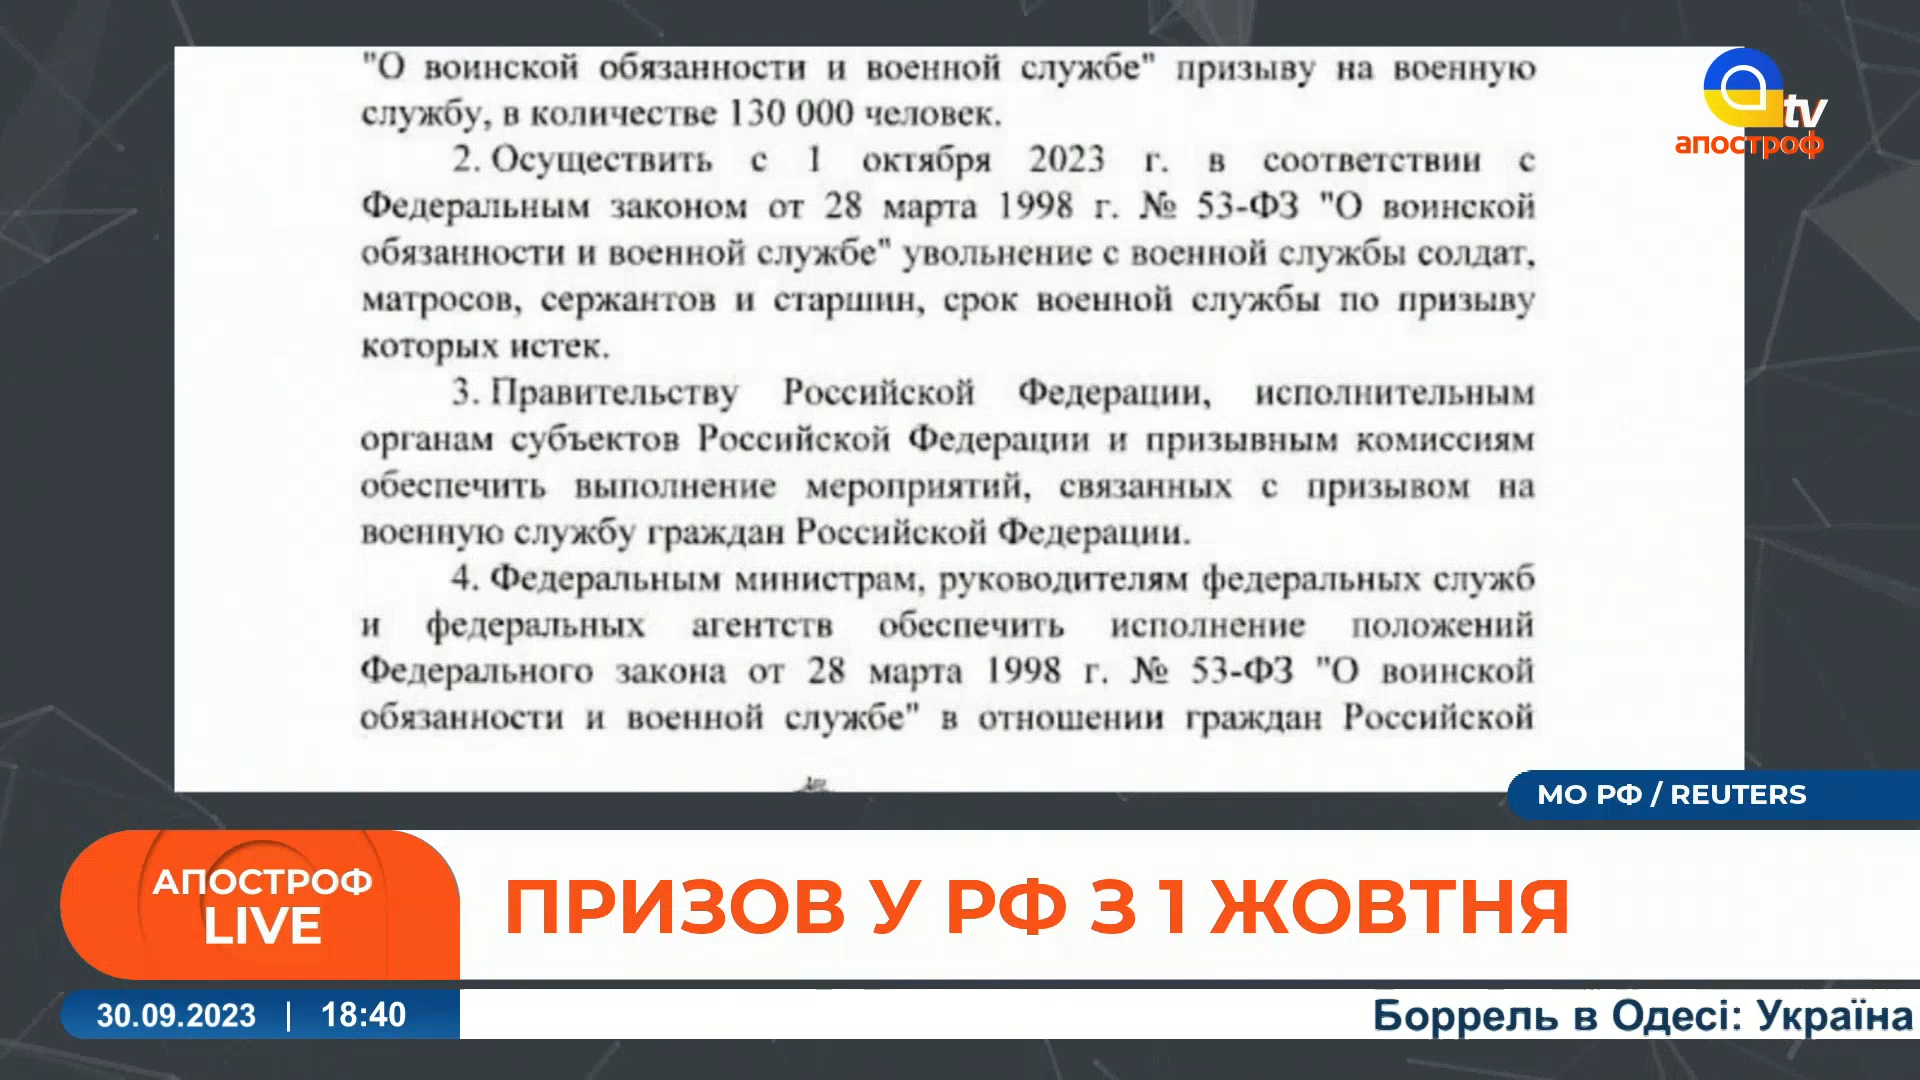 "О воинской обязанности и военной службе" призыву на военную
службу, в количестве 130 000 человек.
2. Осуществить с 1 октября 2023 г. в соответствии с
Федеральным законом от 28 марта 1998 г. № 53-ФЗ "О воинской
обязанности и военной службе" увольнение с военной службы солдат,
матросов, сержантов и старшин, срок военной службы по призыву
которых истек.
3. Правительству Российской Федерации, исполнительным
органам субъектов Российской Федерации и призывным комиссиям
обеспечить выполнение мероприятий, связанных с призывом на
военную службу граждан Российской Федерации.
4. Федеральным министрам, руководителям федеральных служб
и федеральных агентств обеспечить исполнение положений
Федерального закона от 28 марта 1998 г. № 53-ФЗ "О воинской
обязанности и военной службе" в отношении граждан Российской
tv
апостроф
МО РФ / REUTERS
АПОСТРОФ
LIVE
ПРИЗОВ У РФ З 1 ЖОВТНЯ
30.09.2023 | 18:40
Боррель в Одесі: Україна